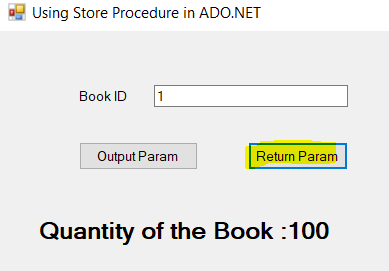 Using Store Procedure in ADO.NET
Book ID 1
Output Param Return Param
Quantity of the Book :100